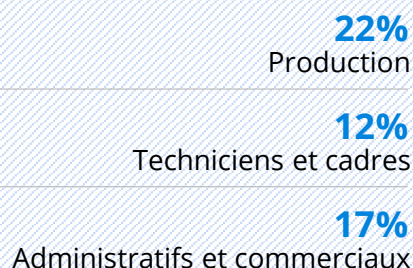 22%
Production
12%
Techniciens et cadres
17%
Administratifs et commerciaux